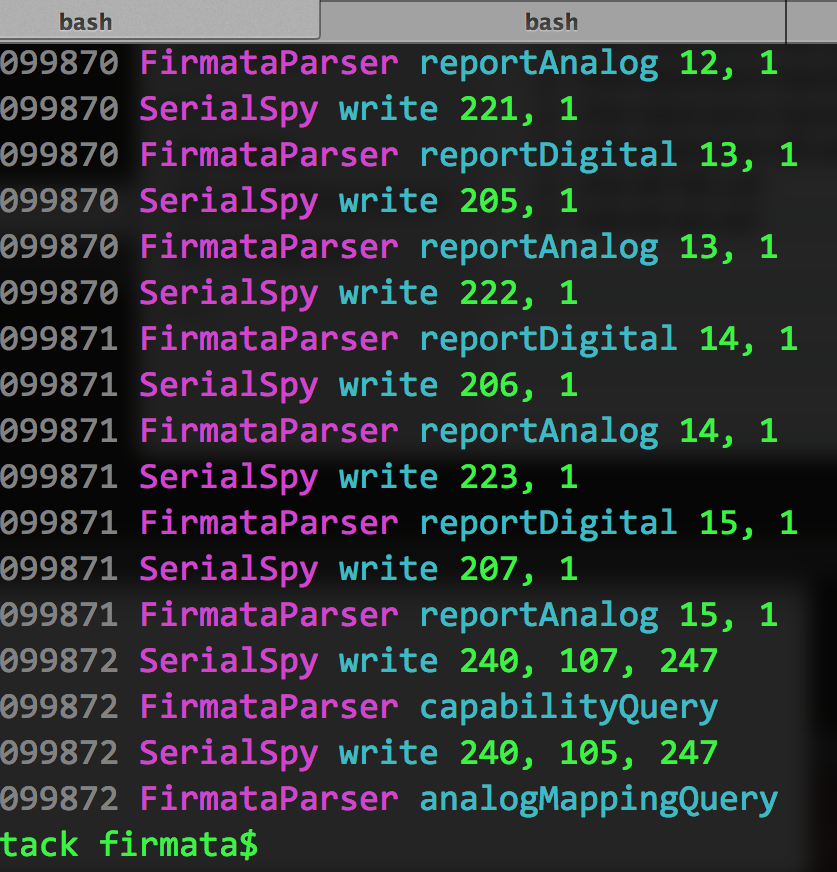 bash bash
099870 FirmataParser reportAnalog 12, 1
099870 SerialSpy write 221, 1
099870 FirmataParser reportDigital 13, 1
099870 SerialSpy write 205, 1
099870 FirmataParser reportAnalog 13, 1
099870 SerialSpy write 222, 1
099871 FirmataParser reportDigital 14, 1
099871 SerialSpy write 206, 1
099871 FirmataParser reportAnalog 14, 1
099871 SerialSpy write 223, 1
099871 FirmataParser reportDigital 15, 1
099871 SerialSpy write 207, 1
099871 FirmataParser reportAnalog 15, 1
099872 SerialSpy write 240, 107, 247
099872 FirmataParser capabilityQuery
099872 SerialSpy write 240, 105, 247
099872 FirmataParser analogMappingQuery
tack firmata$